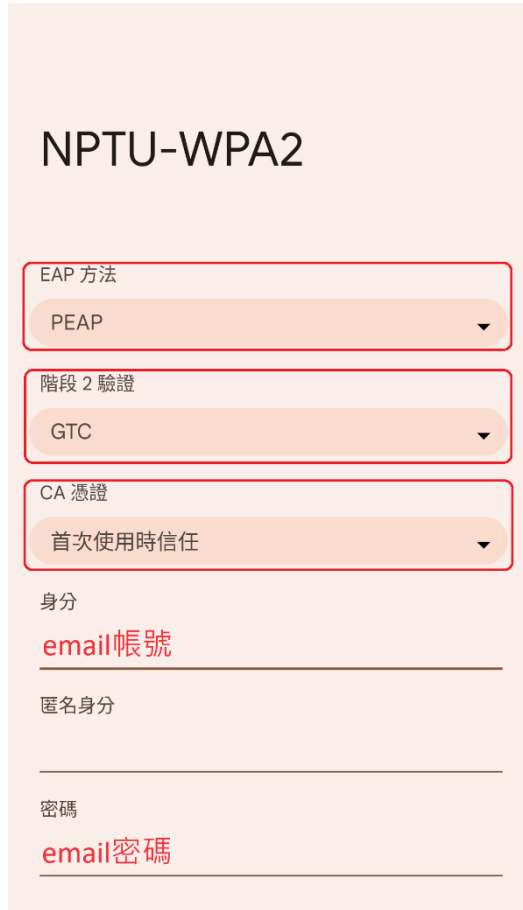 NPTU-WPA2
EAP 方法
PEAP
階段 2 驗證
GTC
CA 憑證
首次使用時信任
身分
email帳號
匿名身分
密碼
email密碼